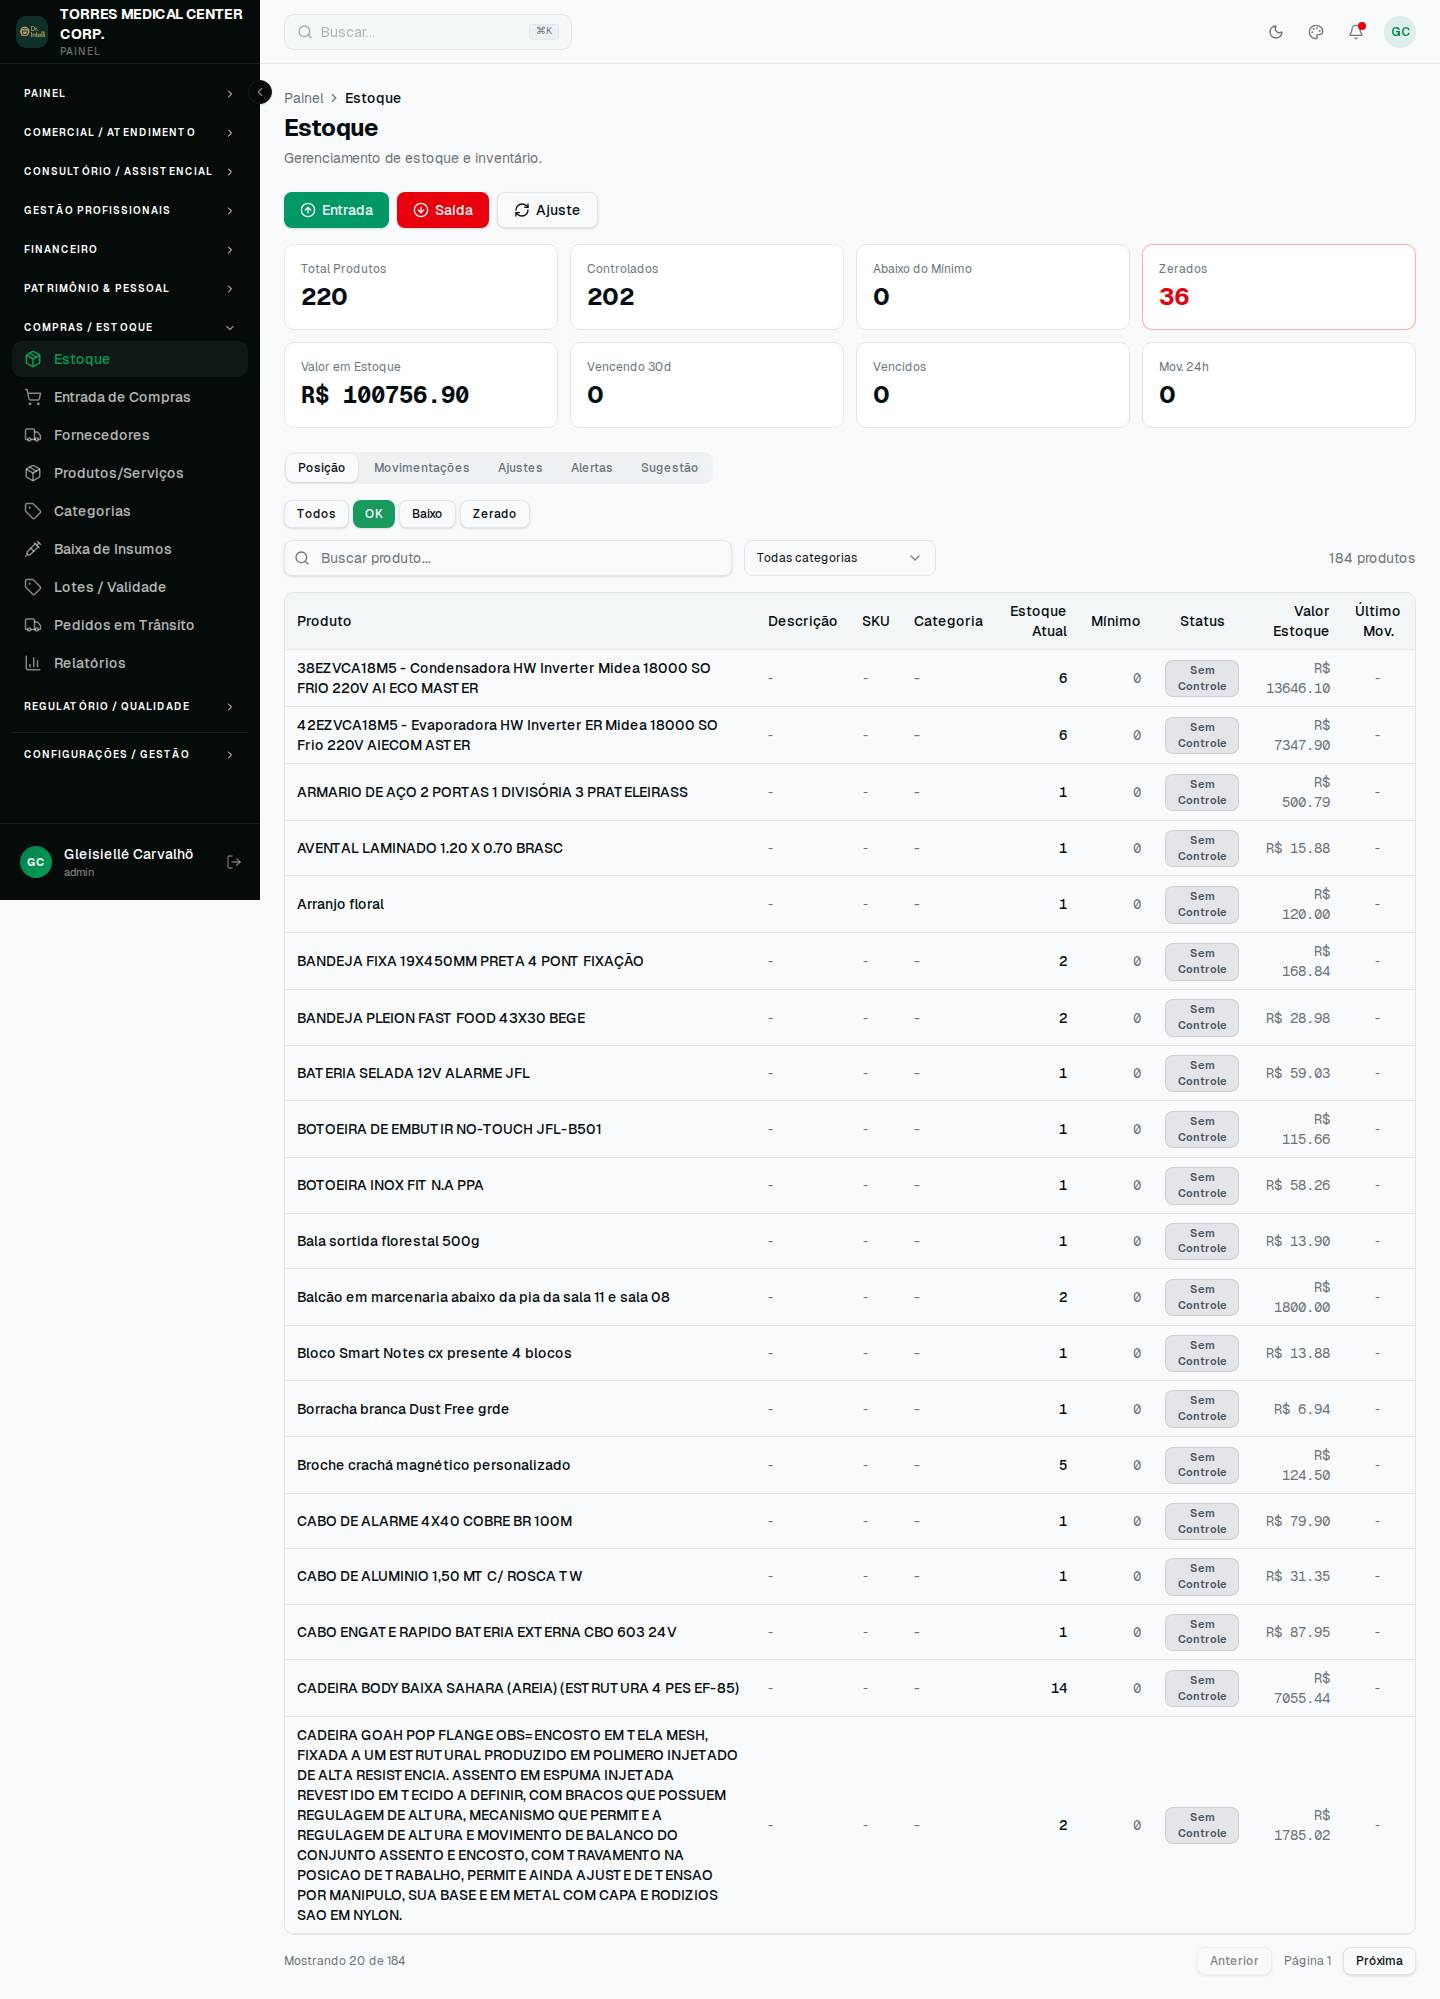 TORRES MEDICAL CENTER
CORP.
PAINEL
Dr.
Intelli
Buscar...
⌘K
GC
PAINEL
COMERCIAL / ATENDIMENTO
CONSULTÓRIO / ASSISTENCIAL
GESTÃO PROFISSIONAIS
FINANCEIRO
PATRIMÔNIO & PESSOAL
COMPRAS / ESTOQUE
Estoque
Entrada de Compras
Fornecedores
Produtos/Serviços
Categorias
Baixa de Insumos
Lotes / Validade
Pedidos em Trânsito
Relatórios
REGULATÓRIO / QUALIDADE
CONFIGURAÇÕES / GESTÃO
GC
Gleisiellé Carvalhö
admin
Painel > Estoque
Estoque
Gerenciamento de estoque e inventário.
Entrada Saída Ajuste
Total Produtos
220
Controlados
202
Abaixo do Mínimo
0
Zerados
36
Valor em Estoque
R$ 100756.90
Vencendo 30d
0
Vencidos
0
Mov. 24h
0
Posição Movimentações Ajustes Alertas Sugestão
Todos OK Baixo Zerado
Buscar produto... Todas categorias 184 produtos
Produto Descrição SKU Categoria Estoque Atual Mínimo Status Valor Estoque Último Mov.
38EZVCA18M5 - Condensadora HW Inverter Midea 18000 SO
FRIO 220V AI ECO MASTER - - - 6 0 Sem Controle R$ 13646.10 -
42EZVCA18M5 - Evaporadora HW Inverter ER Midea 18000 SO
Frio 220V AIECOM ASTER - - - 6 0 Sem Controle R$ 7347.90 -
ARMARIO DE AÇO 2 PORTAS 1 DIVISÓRIA 3 PRATELEIRASS - - - 1 0 Sem Controle R$ 500.79 -
AVENTAL LAMINADO 1.20 X 0.70 BRASC - - - 1 0 Sem Controle R$ 15.88 -
Arranjo floral - - - 1 0 Sem Controle R$ 120.00 -
BANDEJA FIXA 19X450MM PRETA 4 PONT FIXAÇÃO - - - 2 0 Sem Controle R$ 168.84 -
BANDEJA PLEION FAST FOOD 43X30 BEGE - - - 2 0 Sem Controle R$ 28.98 -
BATERIA SELADA 12V ALARME JFL - - - 1 0 Sem Controle R$ 59.03 -
BOTOEIRA DE EMBUTIR NO-TOUCH JFL-B501 - - - 1 0 Sem Controle R$ 115.66 -
BOTOEIRA INOX FIT N.A PPA - - - 1 0 Sem Controle R$ 58.26 -
Bala sortida florestal 500g - - - 1 0 Sem Controle R$ 13.90 -
Balcão em marcenaria abaixo da pia da sala 11 e sala 08 - - - 2 0 Sem Controle R$ 1800.00 -
Bloco Smart Notes cx presente 4 blocos - - - 1 0 Sem Controle R$ 13.88 -
Borracha branca Dust Free grde - - - 1 0 Sem Controle R$ 6.94 -
Broche crachá magnético personalizado - - - 5 0 Sem Controle R$ 124.50 -
CABO DE ALARME 4X40 COBRE BR 100M - - - 1 0 Sem Controle R$ 79.90 -
CABO DE ALUMINIO 1,50 MT C/ ROSCA TW - - - 1 0 Sem Controle R$ 31.35 -
CABO ENGATE RAPIDO BATERIA EXTERNA CBO 603 24V - - - 1 0 Sem Controle R$ 87.95 -
CADEIRA BODY BAIXA SAHARA (AREIA) (ESTRUTURA 4 PES EF-85) - - - 14 0 Sem Controle R$ 7055.44 -
CADEIRA GOAH POP FLANGE OBS=ENCOSTO EM TELA MESH,
FIXADA A UM ESTRUTURAL PRODUZIDO EM POLIMERO INJETADO
DE ALTA RESISTENCIA. ASSENTO EM ESPUMA INJETADA
REVESTIDO EM TECIDO A DEFINIR, COM BRACOS QUE POSSUEM
REGULAGEM DE ALTURA, MECANISMO QUE PERMITE A
REGULAGEM DE ALTURA E MOVIMENTO DE BALANCO DO
CONJUNTO ASSENTO E ENCOSTO, COM TRAVAMENTO NA
POSICAO DE TRABALHO, PERMITE AINDA AJUSTE DE TENSAO
POR MANIPULO, SUA BASE E EM METAL COM CAPA E RODIZIOS
SAO EM NYLON. - - - 2 0 Sem Controle R$ 1785.02 -
Mostrando 20 de 184 Anterior Página 1 Próxima